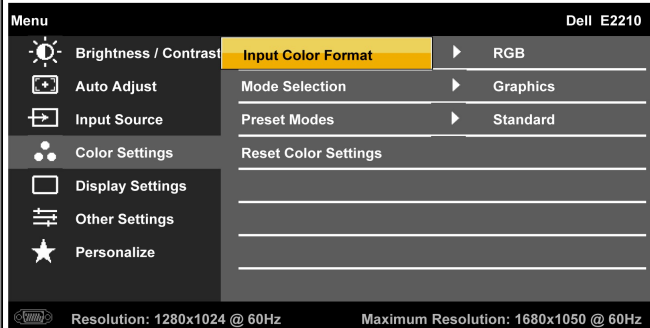 Menu Dell E2210
Brightness / Contrast Input Color Format RGB
Auto Adjust Mode Selection Graphics
Input Source Preset Modes Standard
Color Settings Reset Color Settings
Display Settings
Other Settings
Personalize
Resolution: 1280x1024 @ 60Hz Maximum Resolution: 1680x1050 @ 60Hz